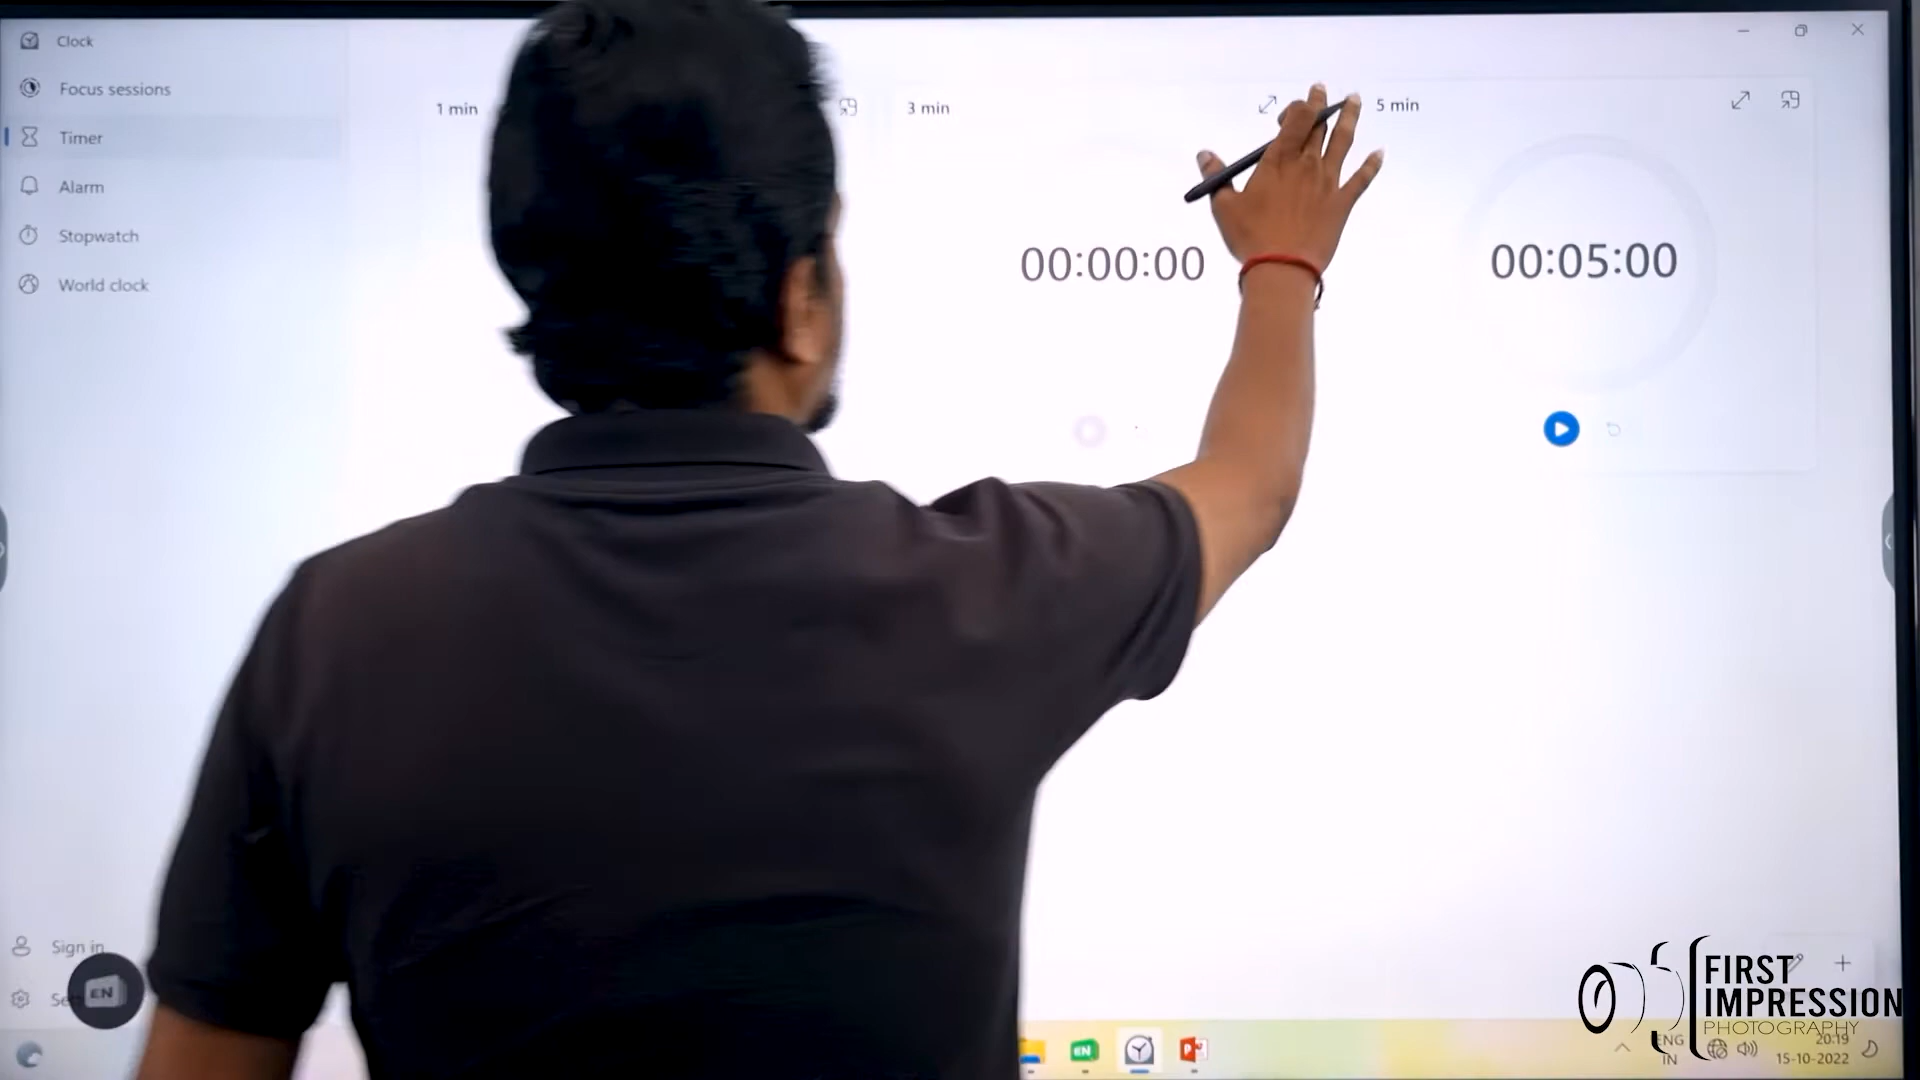 Clock
Focus sessions
Timer
Alarm
Stopwatch
World clock
1 min
3 min
5 min
00:00:00
00:05:00
Sign in
EN
EN
ENG
IN
20:19
15-10-2022
FIRST
IMPRESSION
PHOTOGRAPHY